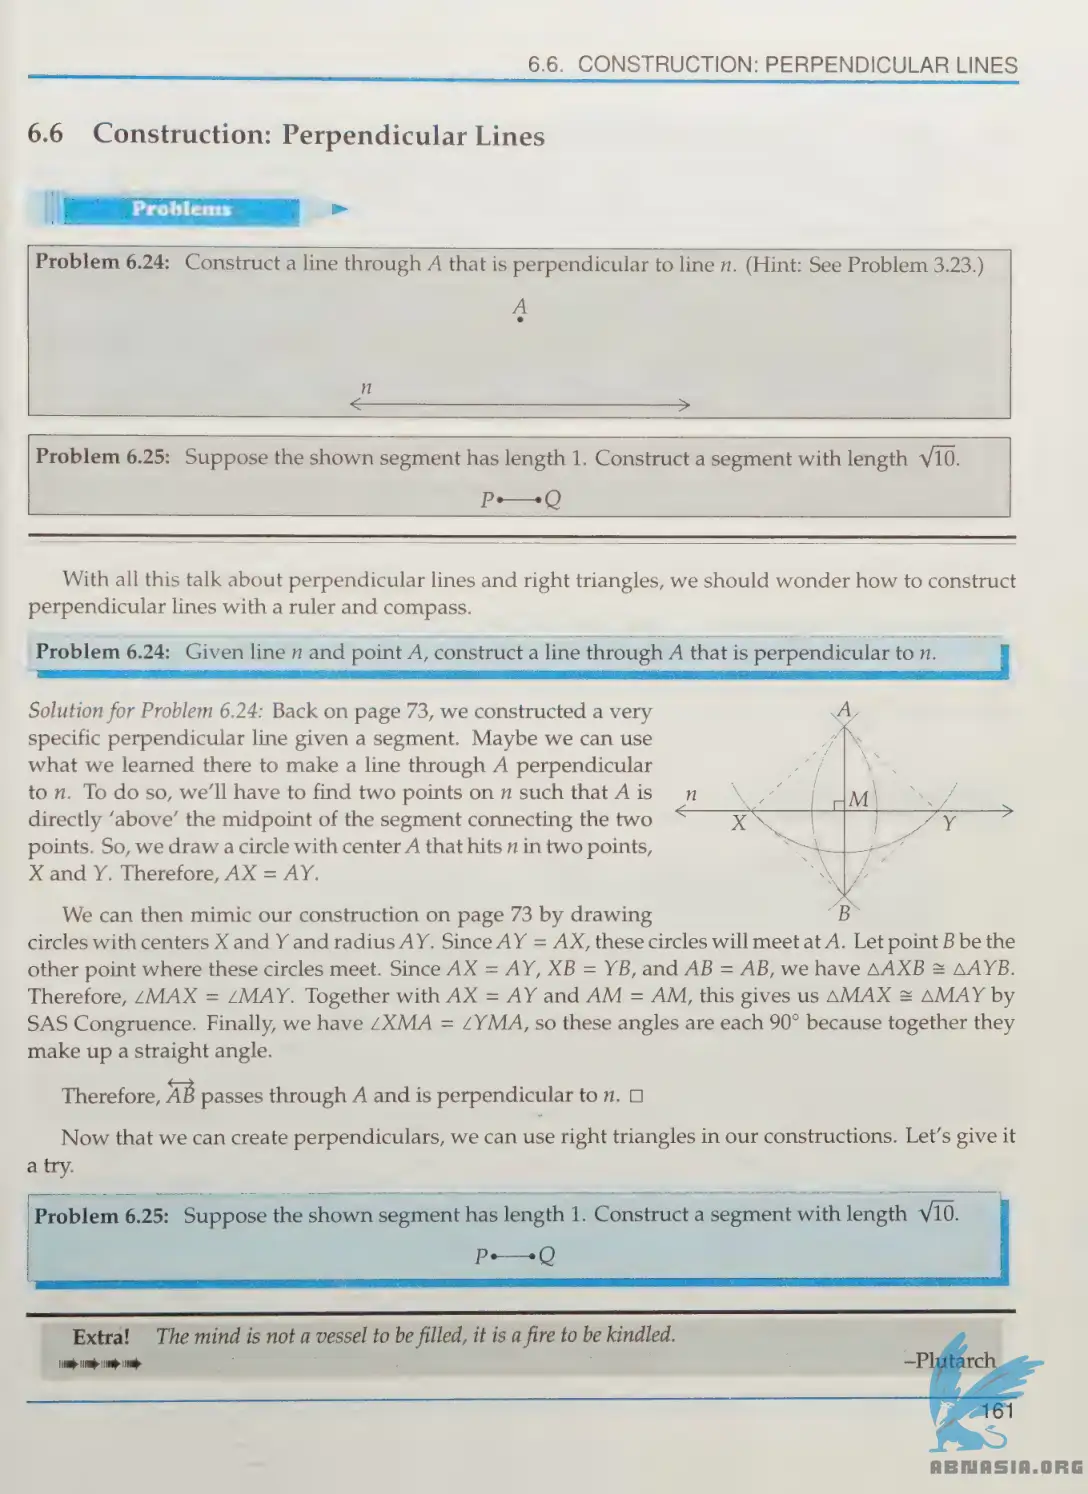 6.6. CONSTRUCTION: PERPENDICULAR LINES
6.6 Construction: Perpendicular Lines
Problems
Problem 6.24: Construct a line through A that is perpendicular to line n. (Hint: See Problem 3.23.)
A
n
Problem 6.25: Suppose the shown segment has length 1. Construct a segment with length √10.
P Q
With all this talk about perpendicular lines and right triangles, we should wonder how to construct
perpendicular lines with a ruler and compass.
Problem 6.24: Given line n and point A, construct a line through A that is perpendicular to n.
Solution for Problem 6.24: Back on page 73, we constructed a very
specific perpendicular line given a segment. Maybe we can use
what we learned there to make a line through A perpendicular
to n. To do so, we'll have to find two points on n such that A is
directly 'above' the midpoint of the segment connecting the two
points. So, we draw a circle with center A that hits n in two points,
X and Y. Therefore, AX = AY.
A
n
M
X
Y
B
We can then mimic our construction on page 73 by drawing
circles with centers X and Y and radius AY. Since AY = AX, these circles will meet at A. Let point B be the
other point where these circles meet. Since AX = AY, XB = YB, and AB = AB, we have △AXB ≅ △AYB.
Therefore, ∠MAX = ∠MAY. Together with AX = AY and AM = AM, this gives us △MAX ≅ △MAY by
SAS Congruence. Finally, we have ∠XMA = ∠YMA, so these angles are each 90° because together they
make up a straight angle.
Therefore, AB passes through A and is perpendicular to n. □
Now that we can create perpendiculars, we can use right triangles in our constructions. Let's give it
a try.
Problem 6.25: Suppose the shown segment has length 1. Construct a segment with length √10.
P Q
Extra! The mind is not a vessel to be filled, it is a fire to be kindled.
–Plutarch
161
ABNASIA.ORG